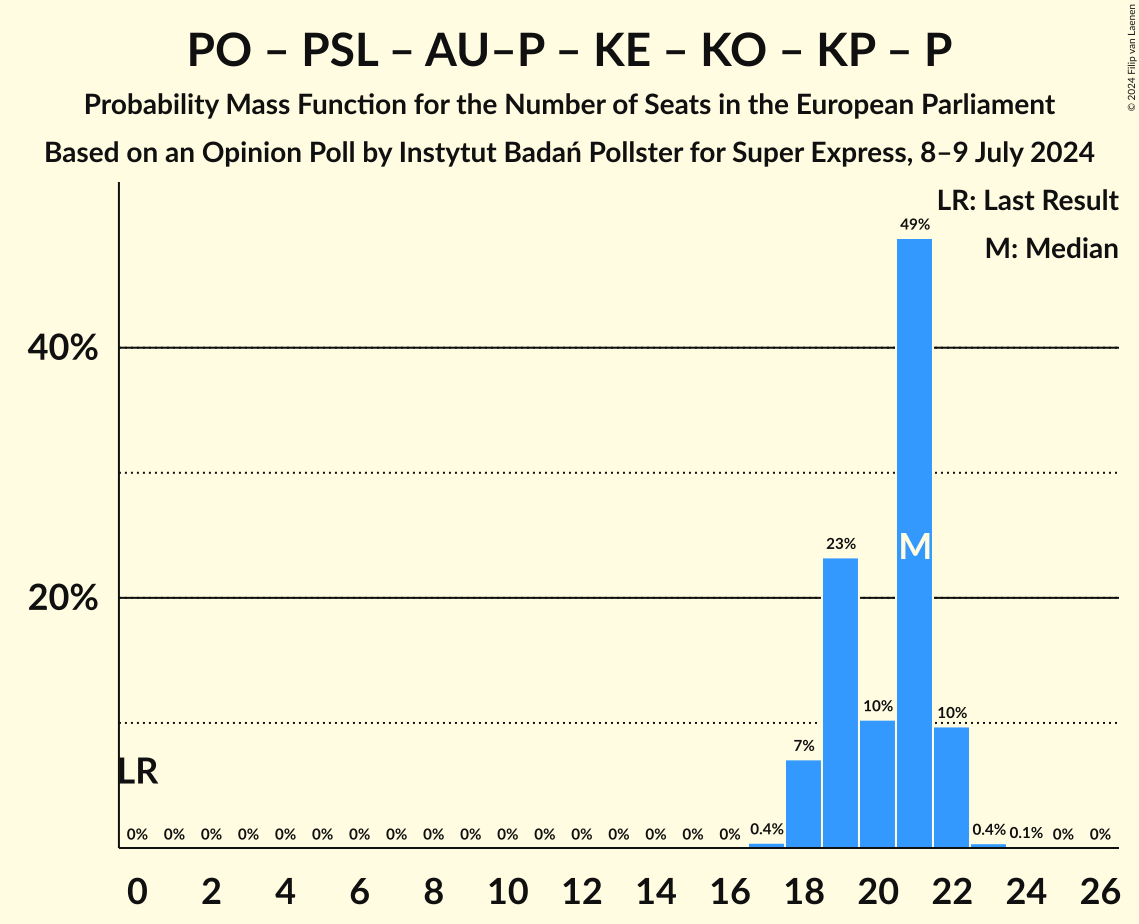 PO – PSL – AU–P – KE – KO – KP – P
Probability Mass Function for the Number of Seats in the European Parliament
Based on an Opinion Poll by Instytut Badań Pollster for Super Express, 8–9 July 2024
© 2024 Filip van Laenen
LR: Last Result
M: Median
40%
20%
49%
23%
10%
10%
7%
M
LR
0% 0% 0% 0% 0% 0% 0% 0% 0% 0% 0% 0% 0% 0% 0% 0% 0% 0.4% 0.4% 0.1% 0% 0%
0 2 4 6 8 10 12 14 16 18 20 22 24 26